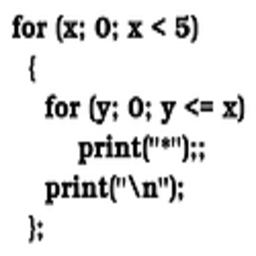 for (x; 0; x < 5)
{
for (y; 0; y <= x)
print("*");;
print("\n");
};